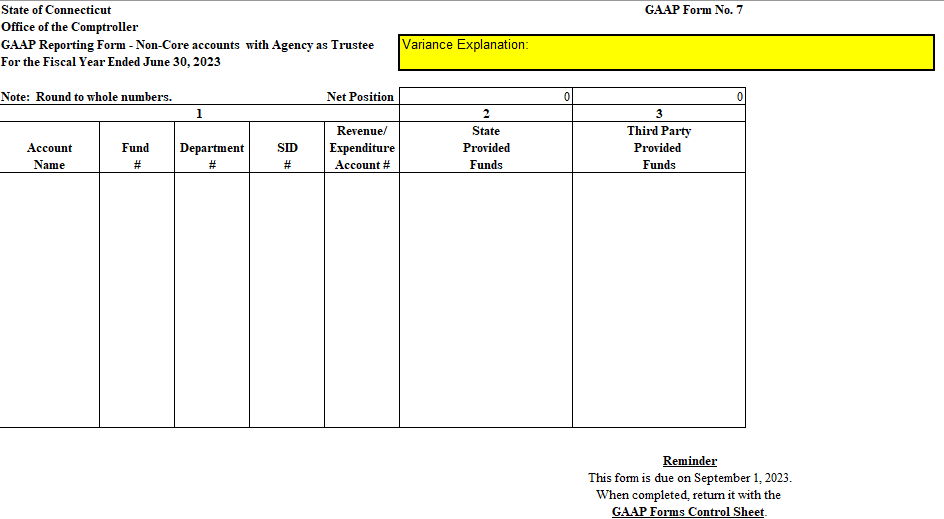 State of Connecticut
GAAP Form No. 7
Office of the Comptroller
GAAP Reporting Form - Non-Core accounts with Agency as Trustee
Variance Explanation:
For the Fiscal Year Ended June 30, 2023
Note: Round to whole numbers.
Net Position
0
0
1
2
3
Account
Name
Fund
#
Department
#
SID
#
Revenue/
Expenditure
Account #
State
Provided
Funds
Third Party
Provided
Funds
Reminder
This form is due on September 1, 2023.
When completed, return it with the
GAAP Forms Control Sheet.